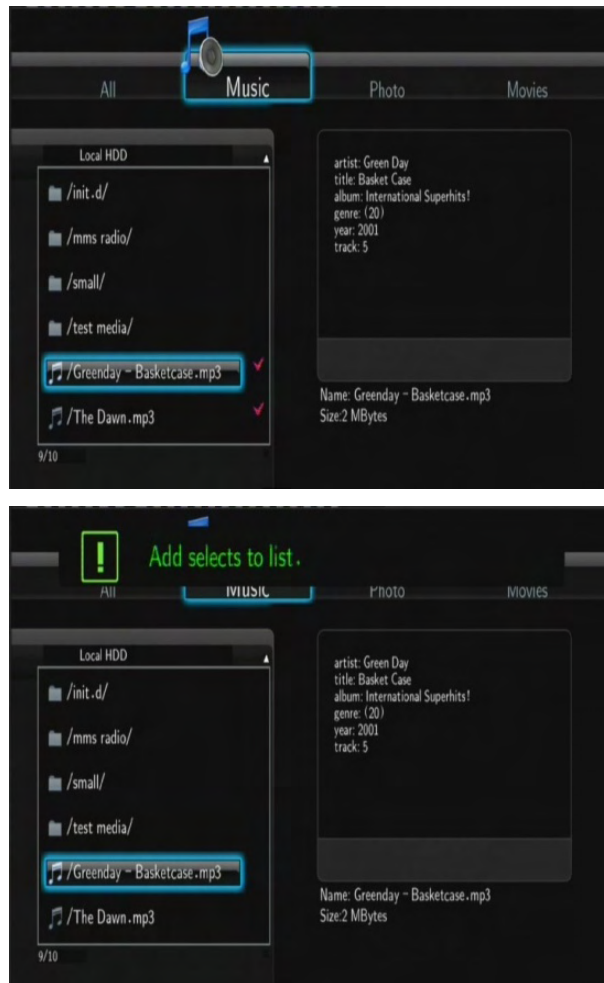 All
Music
Photo
Movies
Local HDD
/init.d/
/mms radio/
/small/
/test media/
/Greenday - Basketcase.mp3
/The Dawn.mp3
9/10
artist: Green Day
title: Basket Case
album: International Superhits!
genre: (20)
year: 2001
track: 5
Name: Greenday - Basketcase.mp3
Size:2 MBytes
Add selects to list.
All
Music
Photo
Movies
Local HDD
/init.d/
/mms radio/
/small/
/test media/
/Greenday - Basketcase.mp3
/The Dawn.mp3
9/10
artist: Green Day
title: Basket Case
album: International Superhits!
genre: (20)
year: 2001
track: 5
Name: Greenday - Basketcase.mp3
Size:2 MBytes